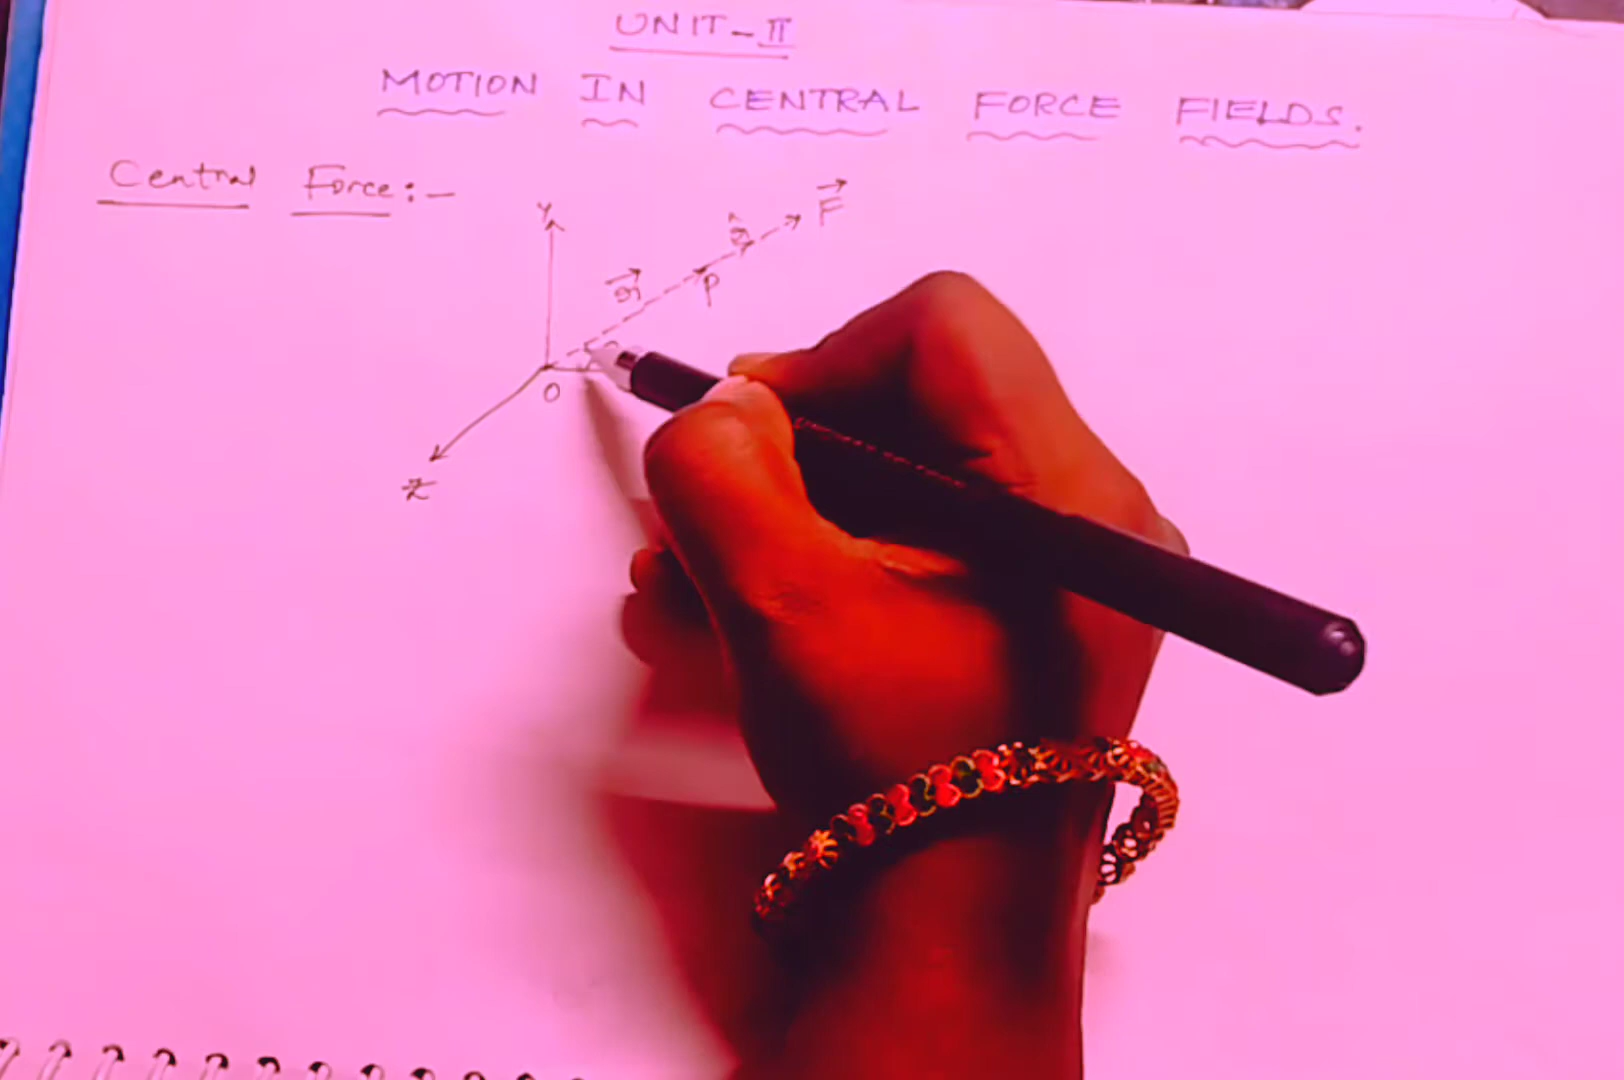 UNIT-II
MOTION IN CENTRAL FORCE FIELDS.
Central Force:-
Y
F
r̂
r
P
O
Z